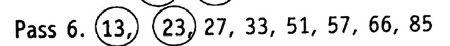 Pass 6. 13, 23, 27, 33, 51, 57, 66, 85